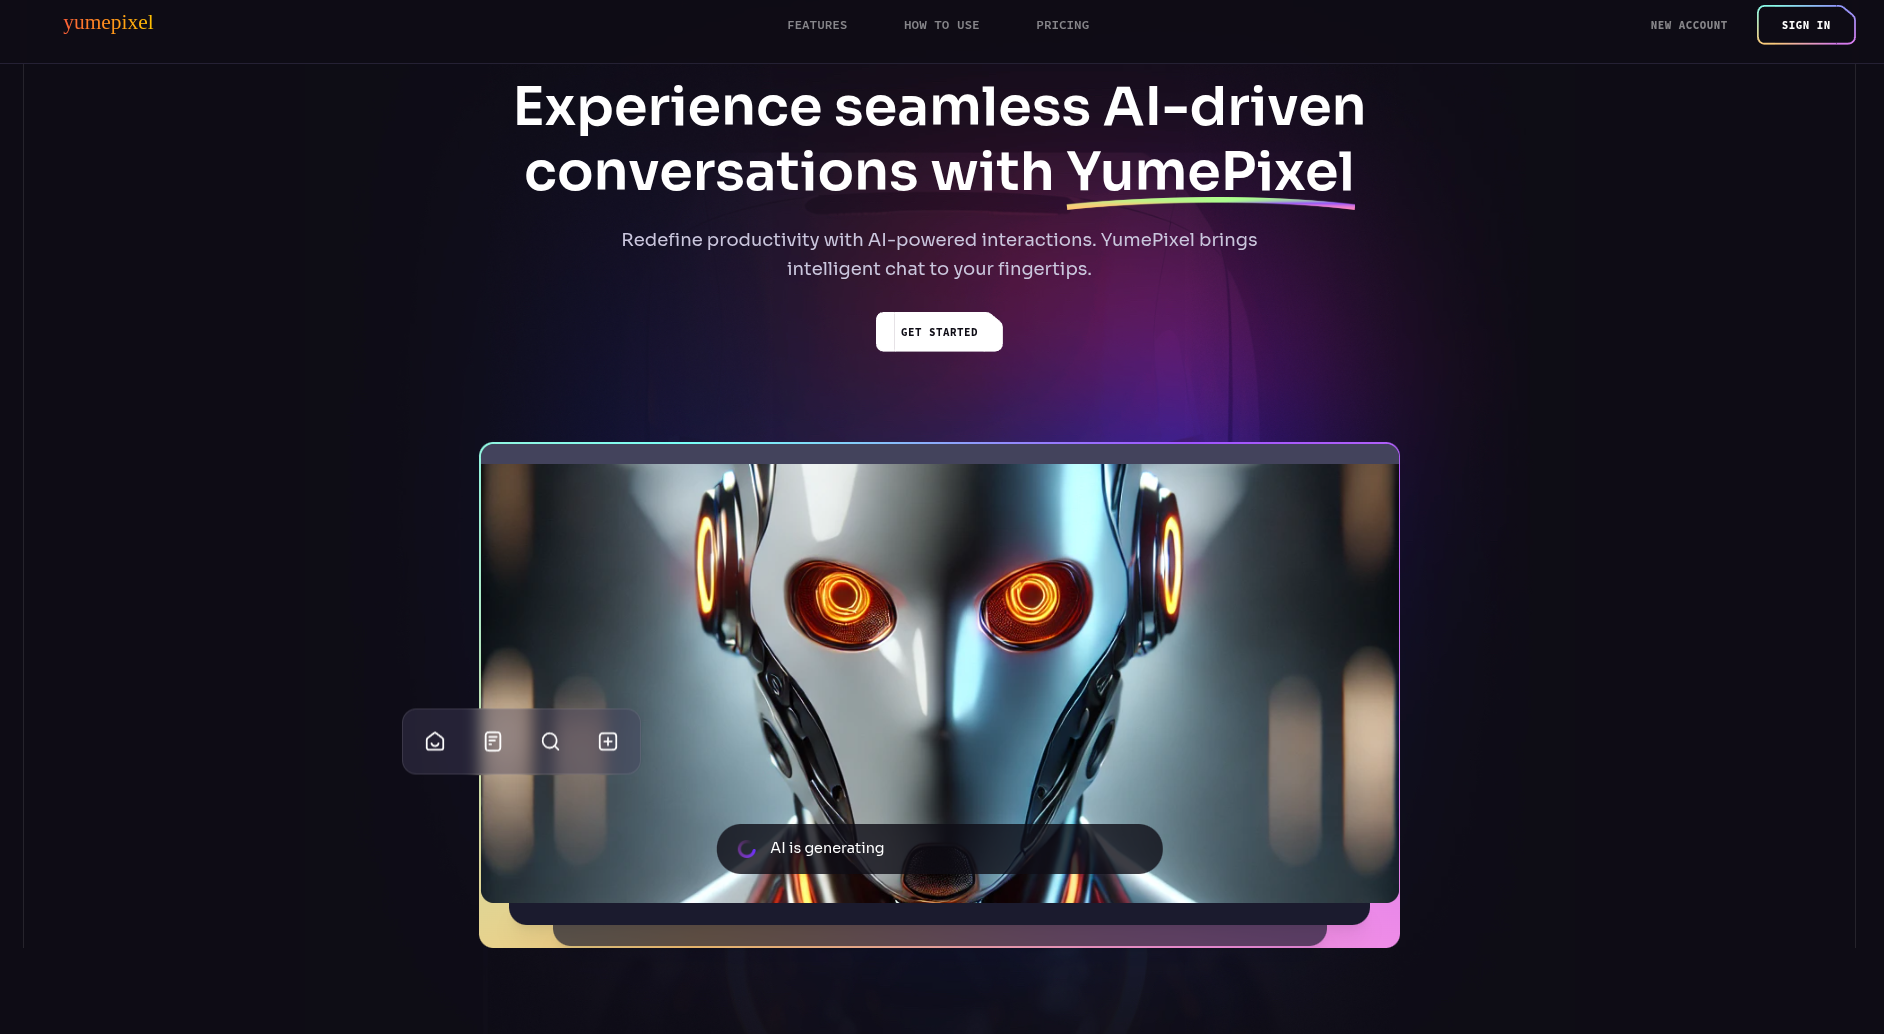 yumepixel
FEATURES
HOW TO USE
PRICING
NEW ACCOUNT
SIGN IN
Experience seamless AI-driven
conversations with YumePixel
Redefine productivity with AI-powered interactions. YumePixel brings
intelligent chat to your fingertips.
GET STARTED
AI is generating